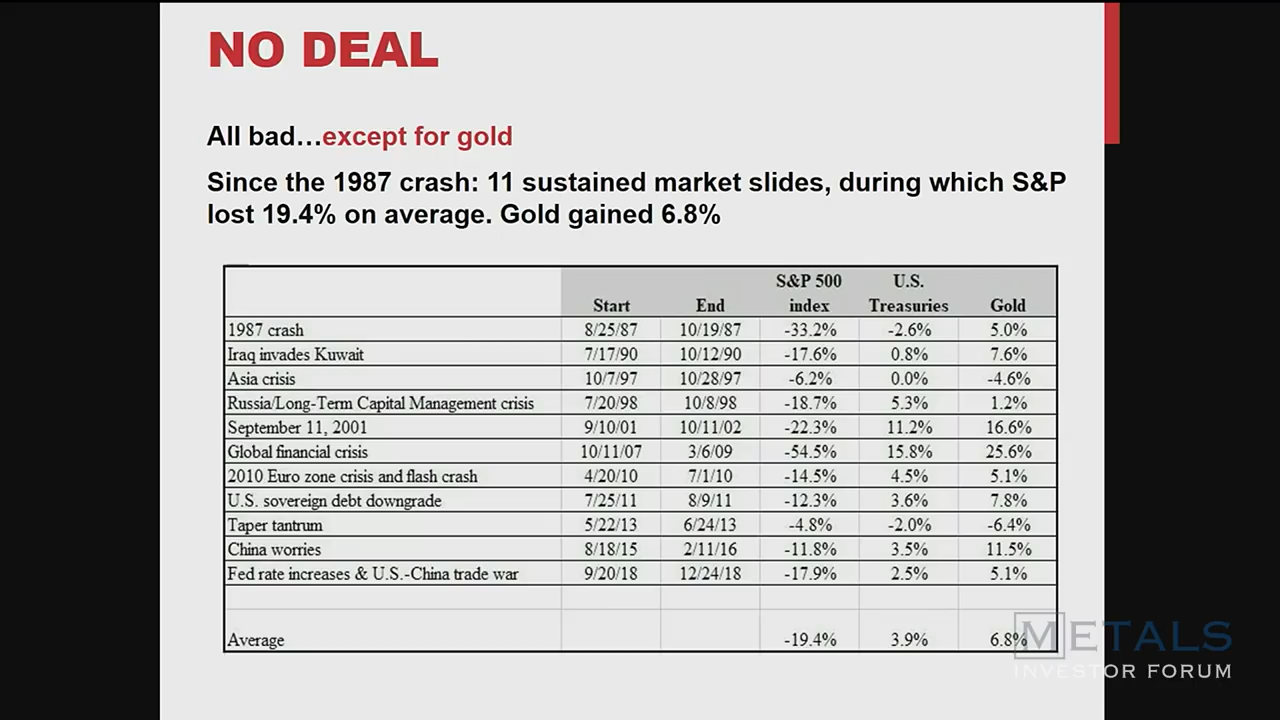 NO DEAL
All bad…except for gold
Since the 1987 crash: 11 sustained market slides, during which S&P
lost 19.4% on average. Gold gained 6.8%
S&P 500 U.S.
Start End index Treasuries Gold
1987 crash 8/25/87 10/19/87 -33.2% -2.6% 5.0%
Iraq invades Kuwait 7/17/90 10/12/90 -17.6% 0.8% 7.6%
Asia crisis 10/7/97 10/28/97 -6.2% 0.0% -4.6%
Russia/Long-Term Capital Management crisis 7/20/98 10/8/98 -18.7% 5.3% 1.2%
September 11, 2001 9/10/01 10/11/02 -22.3% 11.2% 16.6%
Global financial crisis 10/11/07 3/6/09 -54.5% 15.8% 25.6%
2010 Euro zone crisis and flash crash 4/20/10 7/1/10 -14.5% 4.5% 5.1%
U.S. sovereign debt downgrade 7/25/11 8/9/11 -12.3% 3.6% 7.8%
Taper tantrum 5/22/13 6/24/13 -4.8% -2.0% -6.4%
China worries 8/18/15 2/11/16 -11.8% 3.5% 11.5%
Fed rate increases & U.S.-China trade war 9/20/18 12/24/18 -17.9% 2.5% 5.1%
Average -19.4% 3.9% 6.8%
METALS
INVESTOR FORUM